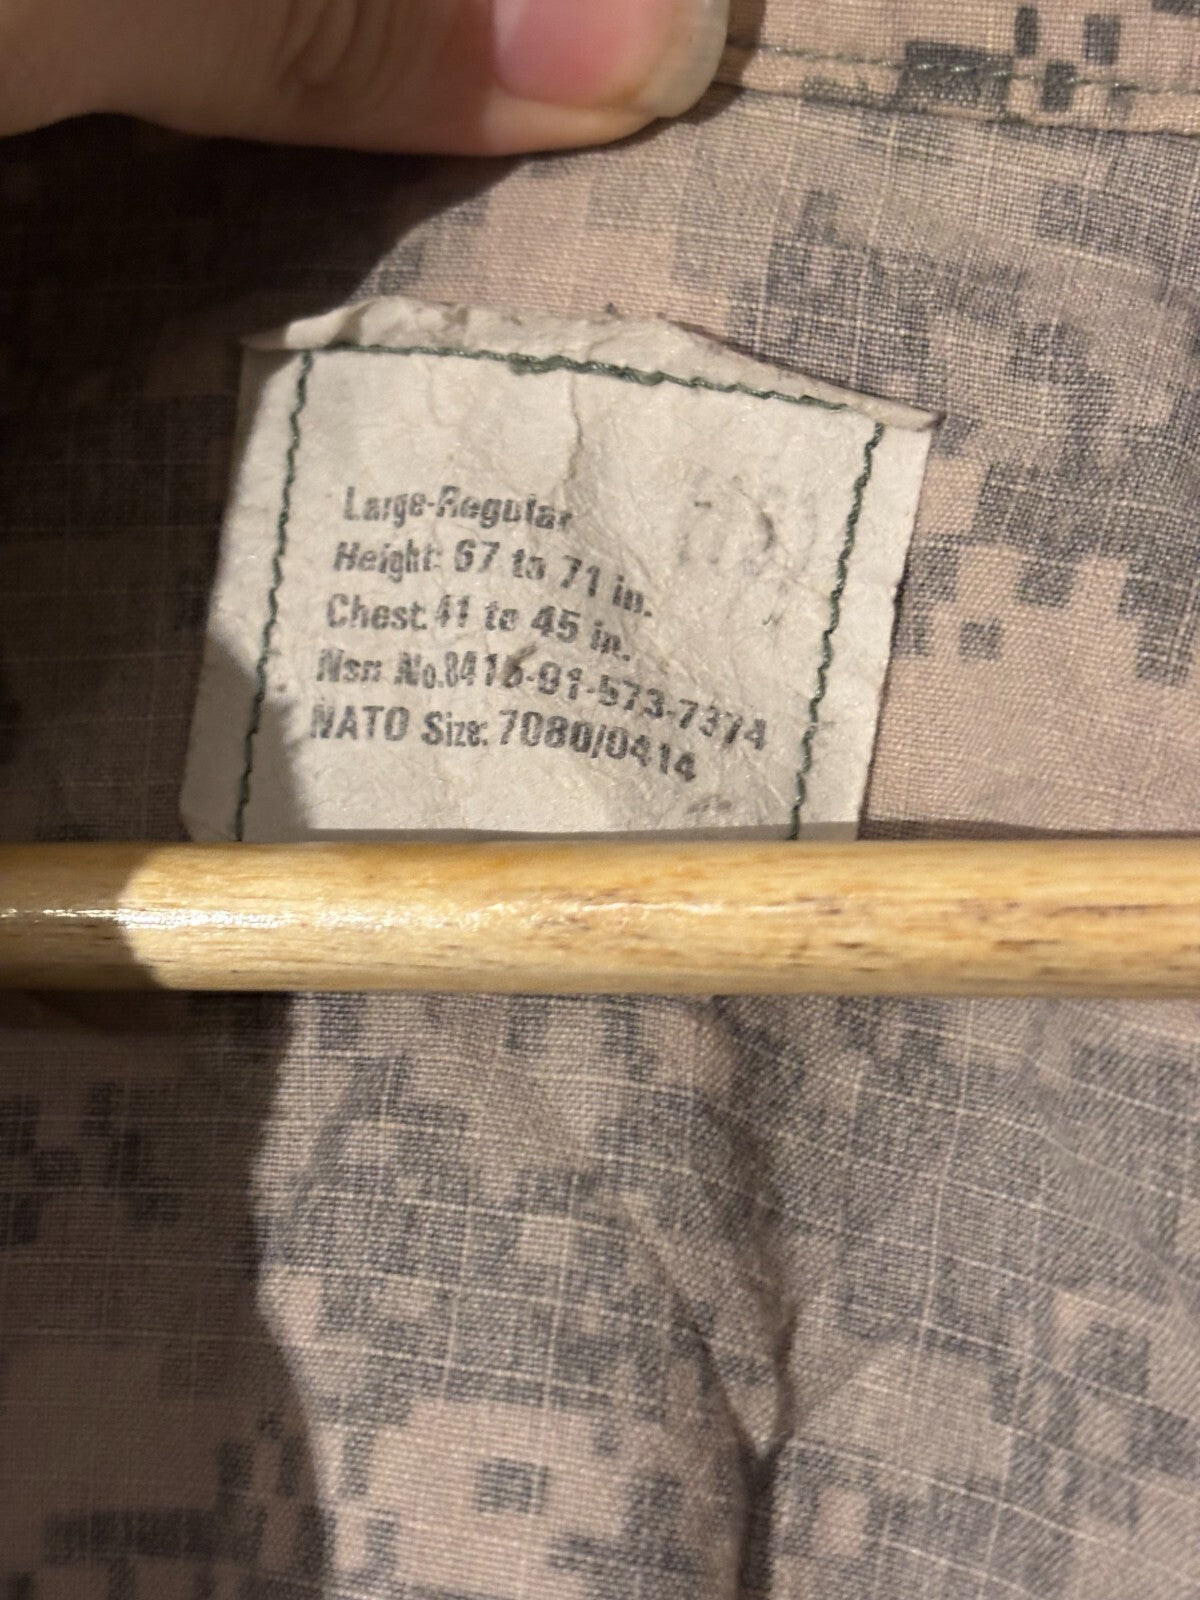 Large-Regular
Height: 67 to 71 in.
Chest: 41 to 45 in.
Nsn No.8415-01-573-7374
NATO Size: 7080/0414